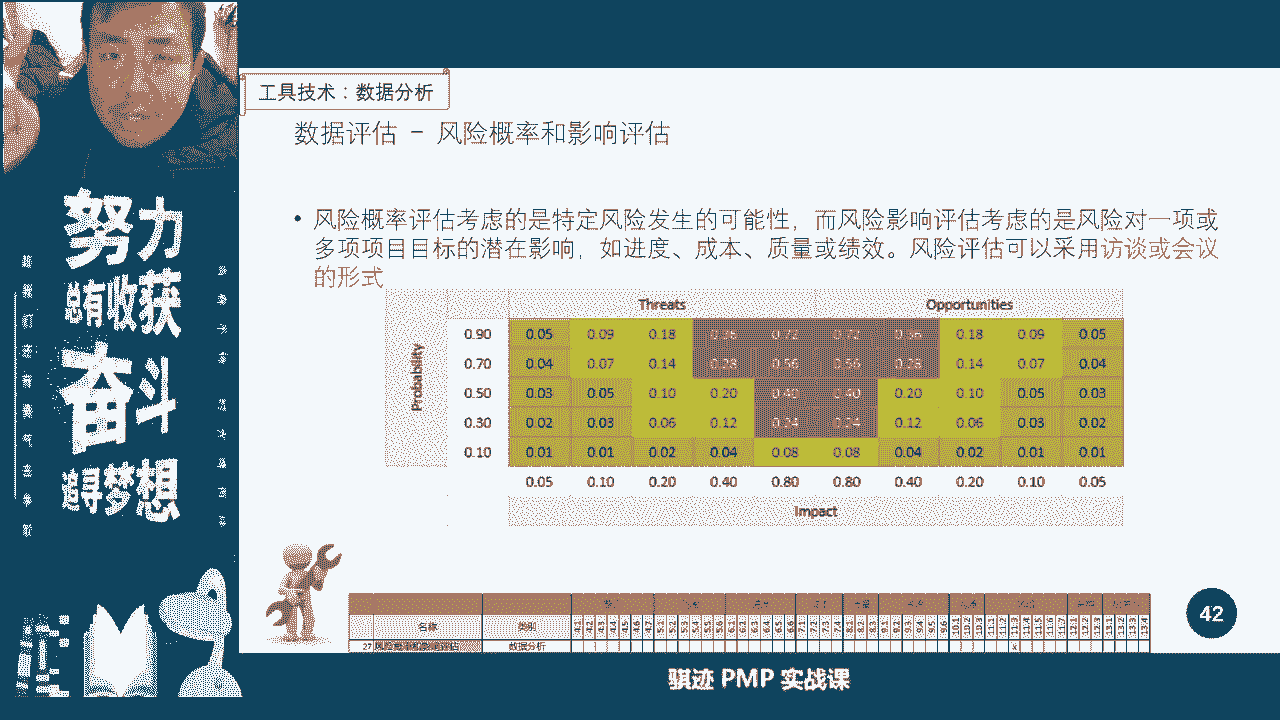 工具技术：数据分析
数据评估 - 风险概率和影响评估
• 风险概率评估考虑的是特定风险发生的可能性，而风险影响评估考虑的是风险对一项或
多项项目目标的潜在影响，如进度、成本、质量或绩效。风险评估可以采用访谈或会议
的形式
Threats Opportunities
Probability
0.90 0.05 0.09 0.18 0.36 0.72 0.72 0.36 0.18 0.09 0.05
0.70 0.04 0.07 0.14 0.28 0.56 0.56 0.28 0.14 0.07 0.04
0.50 0.03 0.05 0.10 0.20 0.40 0.40 0.20 0.10 0.05 0.03
0.30 0.02 0.03 0.06 0.12 0.24 0.24 0.12 0.06 0.03 0.02
0.10 0.01 0.01 0.02 0.04 0.08 0.08 0.04 0.02 0.01 0.01
0.05 0.10 0.20 0.40 0.80 0.80 0.40 0.20 0.10 0.05
Impact
努力
总有收获
奋斗
追寻梦想
名称 类别
27 风险概率和影响评估 数据分析 x
42
骐迹 PMP 实战课